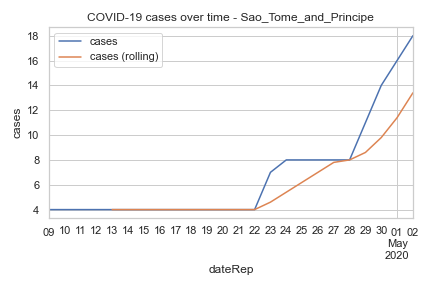 COVID-19 cases over time - Sao_Tome_and_Principe
cases
cases (rolling)
18
16
14
12
10
8
6
4
cases
09 10 11 12 13 14 15 16 17 18 19 20 21 22 23 24 25 26 27 28 29 30 01 02
May
2020
dateRep